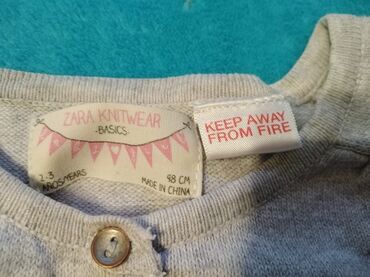 ZARA KNITWEAR
·BASICS·
2-3
AÑOS/YEARS
98 CM
MADE IN CHINA
KEEP AWAY
FROM FIRE